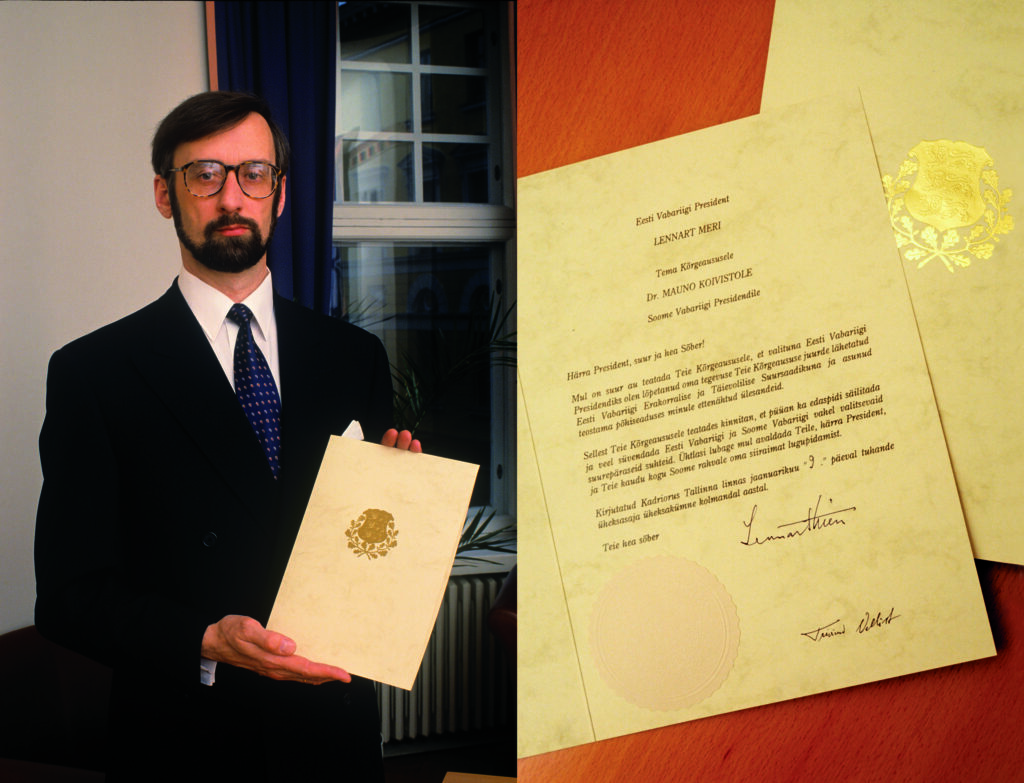 Eesti Vabariigi President
LENNART MERI
Tema Kõrgeaususele
Dr. MAUNO KOIVISTOLE
Soome Vabariigi Presidendile
Härra President, suur ja hea Sõber!
Mul on suur au teatada Teie Kõrgeaususele, et valituna Eesti Vabariigi
Presidendiks olen lõpetanud oma tegevuse Teie Kõrgeaususe juurde lähetatud
Eesti Vabariigi Erakorralise ja Täievolilise Suursaadikuna ja asunud
teostama põhiseaduses minule ettenähtud ülesandeid.
Sellest Teie Kõrgeaususele teatades kinnitan, et püüan ka edaspidi säilitada
ja veel süvendada Eesti Vabariigi ja Soome Vabariigi vahel valitsevaid
suurepäraseid suhteid. Ühtlasi lubage mul avaldada Teile, härra President,
ja Teie kaudu kogu Soome rahvale oma siiraimat lugupidamist.
Kirjutatud Kadriorus Tallinna linnas jaanuarikuu " 9 ." päeval tuhande
üheksasaja üheksakümne kolmandal aastal.
Teie hea sõber
Lennart Meri